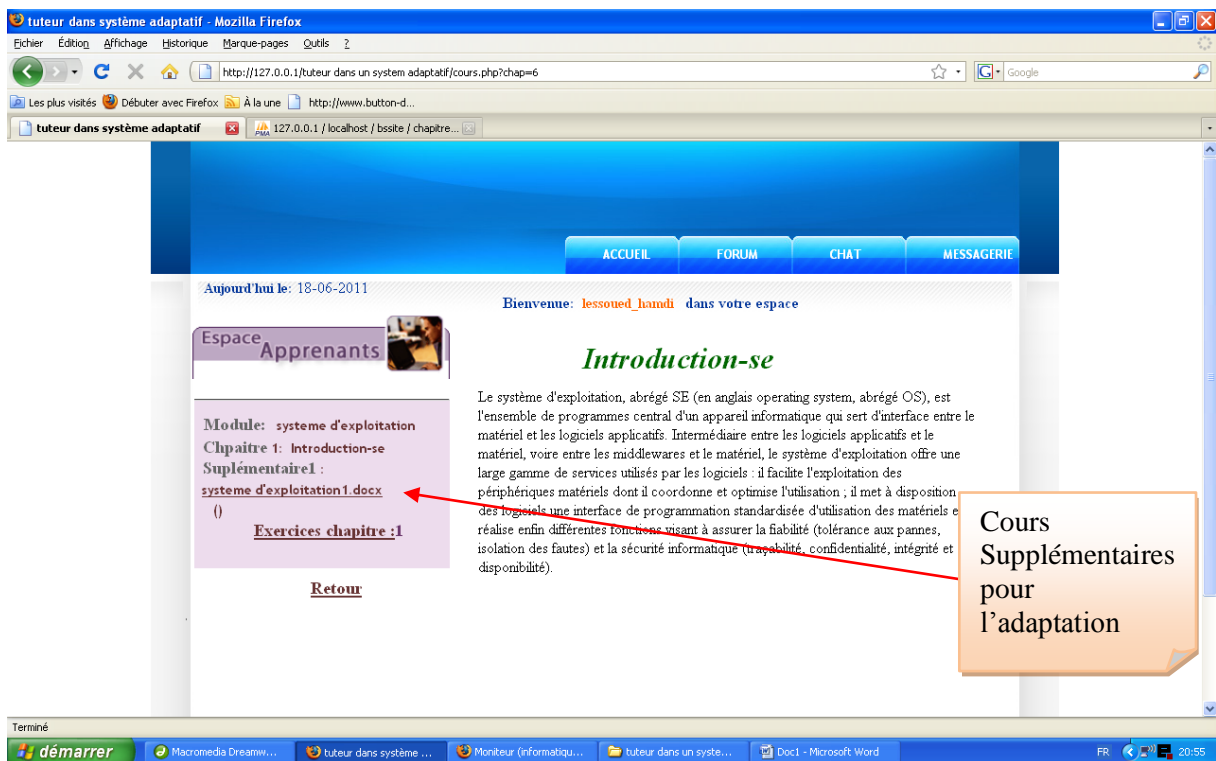 tuteur dans système adaptatif - Mozilla Firefox
Fichier Édition Affichage Historique Marque-pages Outils ?
http://127.0.0.1/tuteur dans un system adaptatif/cours.php?chap=6
Google
Les plus visités Débuter avec Firefox À la une http://www.button-d...
tuteur dans système adaptatif 127.0.0.1 / localhost / bssite / chapitre...
ACCUEIL FORUM CHAT MESSAGERIE
Aujourd'hui le: 18-06-2011
Bienvenue: lessoued_hamdi dans votre espace
Espace Apprenants
Introduction-se
Le système d'exploitation, abrégé SE (en anglais operating system, abrégé OS), est
l'ensemble de programmes central d'un appareil informatique qui sert d'interface entre le
matériel et les logiciels applicatifs. Intermédiaire entre les logiciels applicatifs et le
matériel, voire entre les middlewares et le matériel, le système d'exploitation offre une
large gamme de services utilisés par les logiciels : il facilite l'exploitation des
périphériques matériels dont il coordonne et optimise l'utilisation ; il met à disposition
des logiciels une interface de programmation standardisée d'utilisation des matériels e
réalise enfin différentes fonctions visant à assurer la fiabilité (tolérance aux pannes,
isolation des fautes) et la sécurité informatique (traçabilité, confidentialité, intégrité et
disponibilité).
Module: systeme d'exploitation
Chpaitre 1: Introduction-se
Suplémentaire1 :
systeme d'exploitation1.docx
()
Exercices chapitre :1
Retour
Cours
Supplémentaires
pour
l'adaptation
Terminé
démarrer Macromedia Dreamw... tuteur dans système ... Moniteur (informatiqu... tuteur dans un syste... Doc1 - Microsoft Word FR 20:55